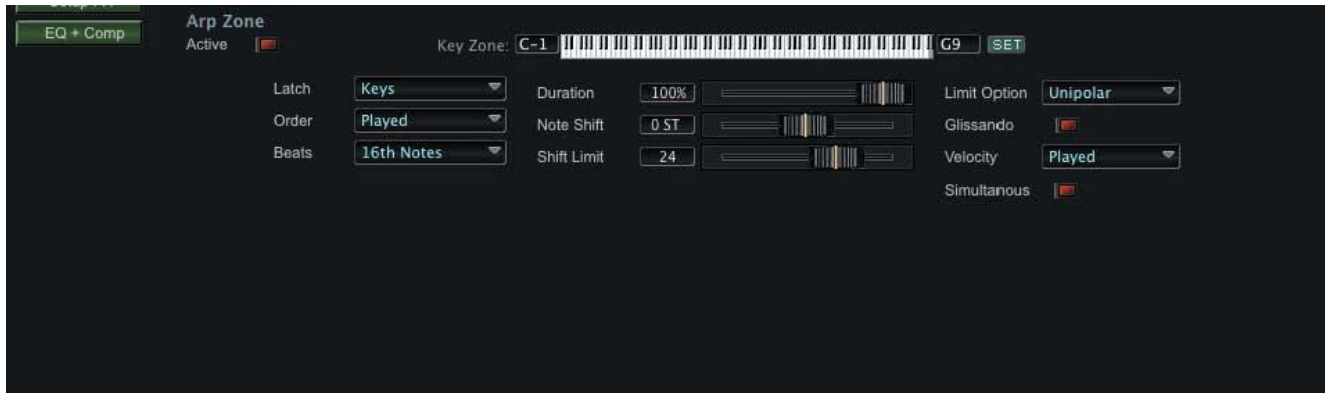 Arp Zone
EQ + Comp
Active
Key Zone: C-1 G9 SET
Latch Keys Duration 100% Limit Option Unipolar
Order Played Note Shift 0 ST Glissando
Beats 16th Notes Shift Limit 24 Velocity Played
Simultanous